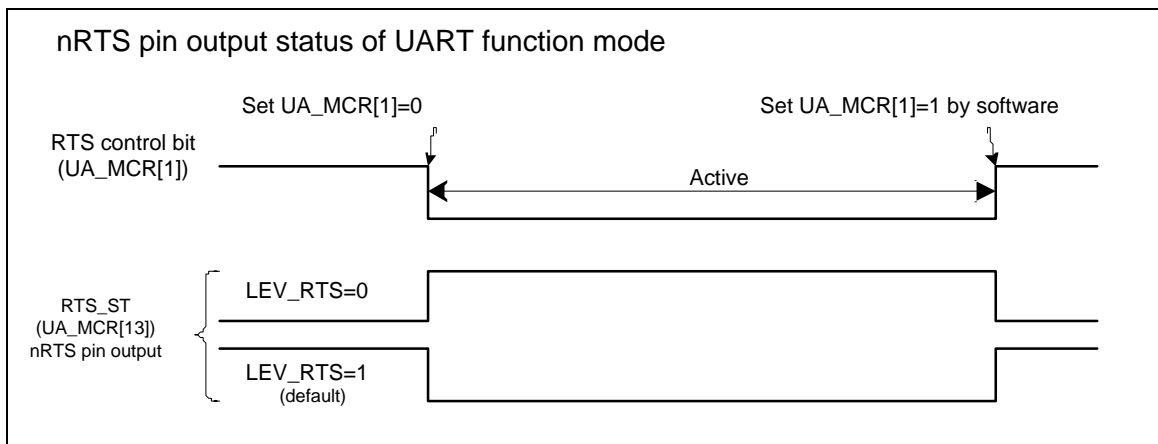 nRTS pin output status of UART function mode
Set UA_MCR[1]=0
Set UA_MCR[1]=1 by software
RTS control bit
(UA_MCR[1])
Active
LEV_RTS=0
RTS_ST
(UA_MCR[13])
nRTS pin output
LEV_RTS=1
(default)